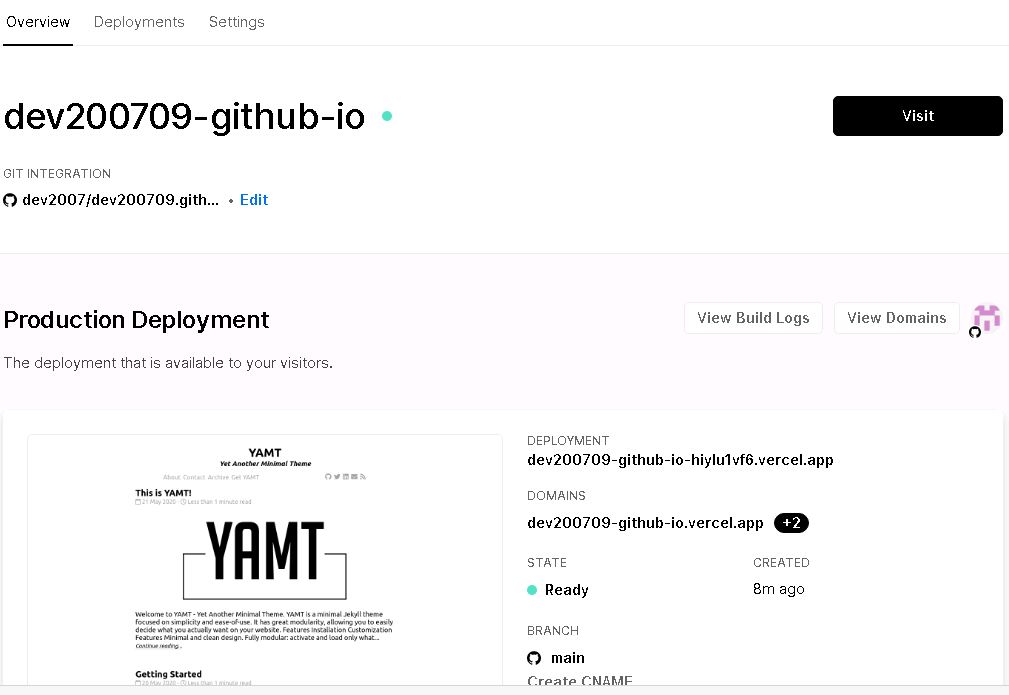 Overview Deployments Settings
dev200709-github-io
Visit
GIT INTEGRATION
dev2007/dev200709.gith... • Edit
Production Deployment
View Build Logs
View Domains
The deployment that is available to your visitors.
YAMT
Yet Another Minimal Theme
About Contact Archive Get YAMT
This is YAMT!
21 May 2020 · Less than 1 minute read
YAMT
Welcome to YAMT - Yet Another Minimal Theme. YAMT is a minimal Jekyll theme
focused on simplicity and ease-of-use. It has great modularity, allowing you to easily
decide what you actually want on your website. Features Installation Customization
Features Minimal and clean design. Fully modular: activate and load only what...
Continue reading...
Getting Started
20 May 2020 · Less than 1 minute read
DEPLOYMENT
dev200709-github-io-hiylu1vf6.vercel.app
DOMAINS
dev200709-github-io.vercel.app +2
STATE
Ready
CREATED
8m ago
BRANCH
main
Create CNAME